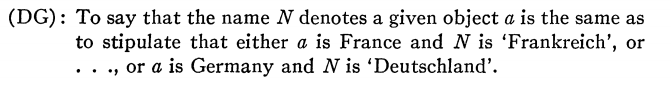 (DG): To say that the name N denotes a given object a is the same as
to stipulate that either a is France and N is ‘Frankreich’, or
. . ., or a is Germany and N is ‘Deutschland’.